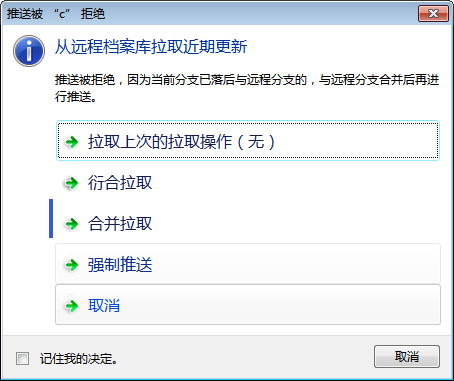 推送被 “c” 拒绝
从远程档案库拉取近期更新
推送被拒绝，因为当前分支已落后与远程分支的，与远程分支合并后再进
行推送。
拉取上次的拉取操作（无）
衍合拉取
合并拉取
强制推送
取消
记住我的决定。
取消